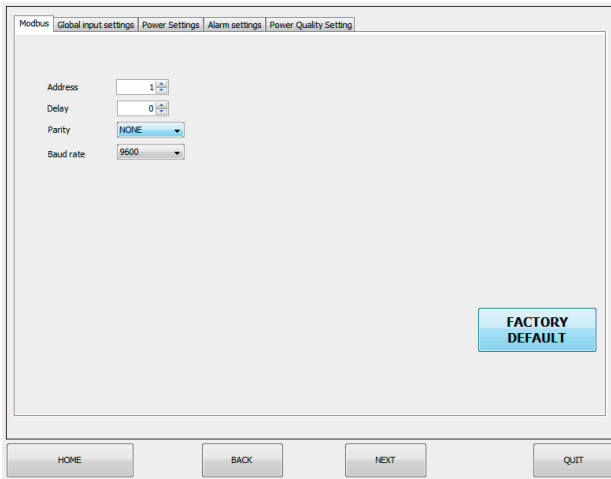 Modbus Global input settings Power Settings Alarm settings Power Quality Setting
Address 1
Delay 0
Parity NONE
Baud rate 9600
FACTORY
DEFAULT
HOME BACK NEXT QUIT